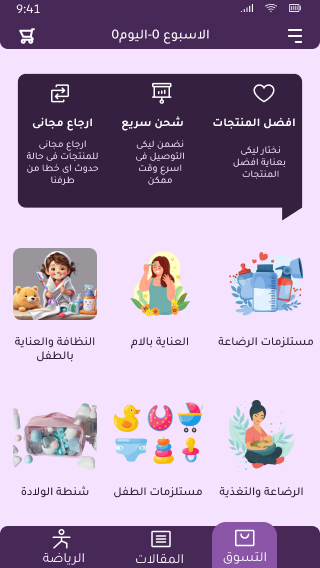 9:41
الاسبوع 0-اليوم0
افضل المنتجات
نختار ليكى
بعناية افضل
المنتجات
شحن سريع
نضمن ليكى
التوصيل فى
اسرع وقت
ممكن
ارجاع مجانى
ارجاع مجانى
للمنتجات فى حالة
حدوث اى خطا من
طرفنا
مستلزمات الرضاعة
العناية بالام
النظافة والعناية
بالطفل
الرضاعة والتغذية
مستلزمات الطفل
شنطة الولادة
التسوق
المقالات
الرياضة